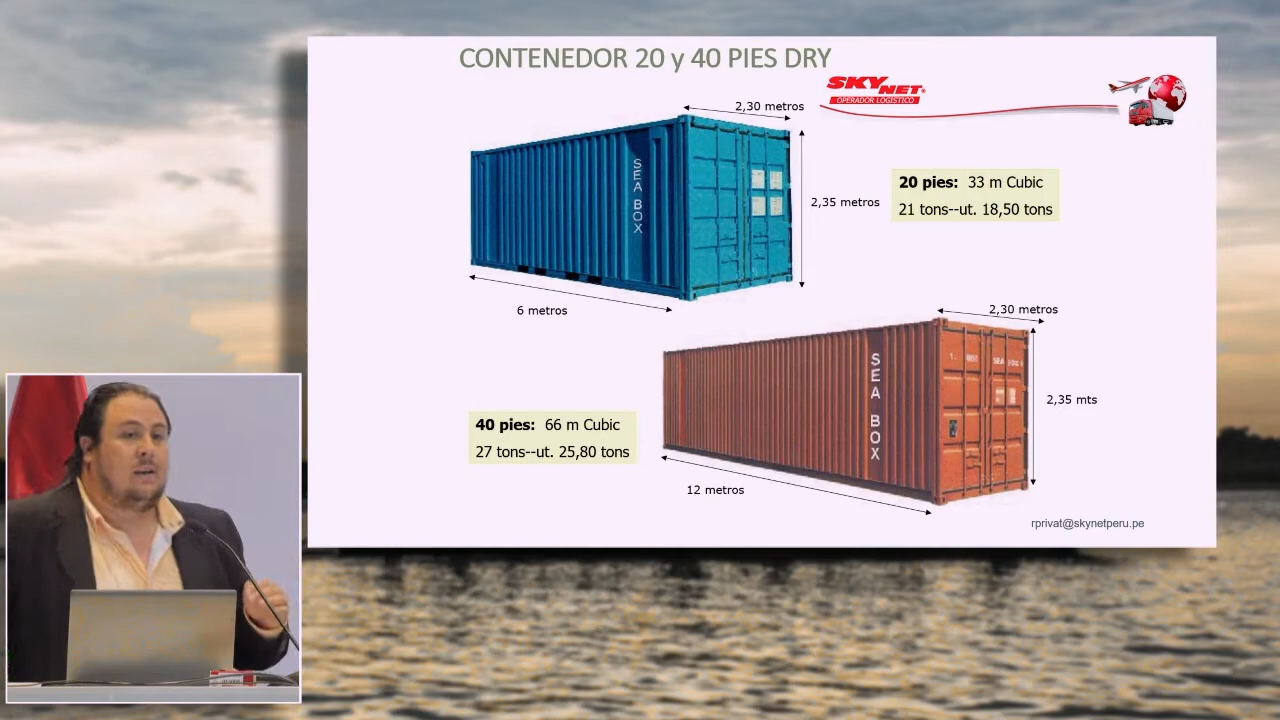 CONTENEDOR 20 y 40 PIES DRY
SKYNET
OPERADOR LOGÍSTICO
2,30 metros
SEA BOX
2,35 metros
20 pies: 33 m Cubic
21 tons--ut. 18,50 tons
6 metros
2,30 metros
SEA BOX
2,35 mts
40 pies: 66 m Cubic
27 tons--ut. 25,80 tons
12 metros
rprivat@skynetperu.pe